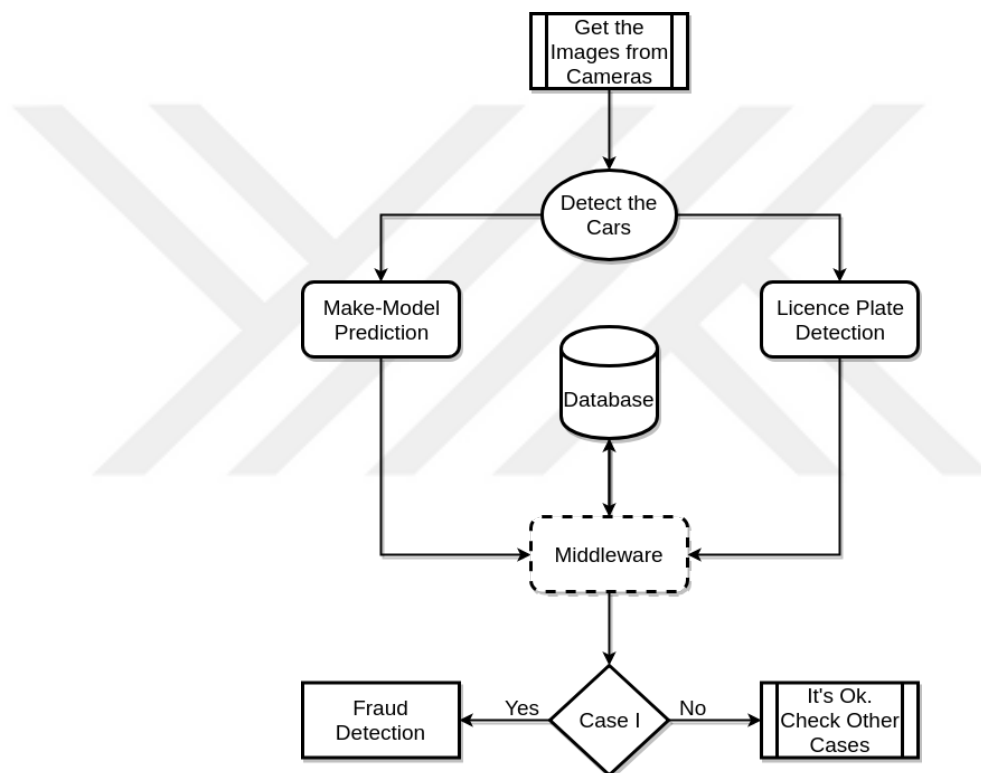 Get the
Images from
Cameras
Detect the
Cars
Make-Model
Prediction
Licence Plate
Detection
Database
Middleware
Fraud
Detection
Yes
Case I
No
It's Ok.
Check Other
Cases